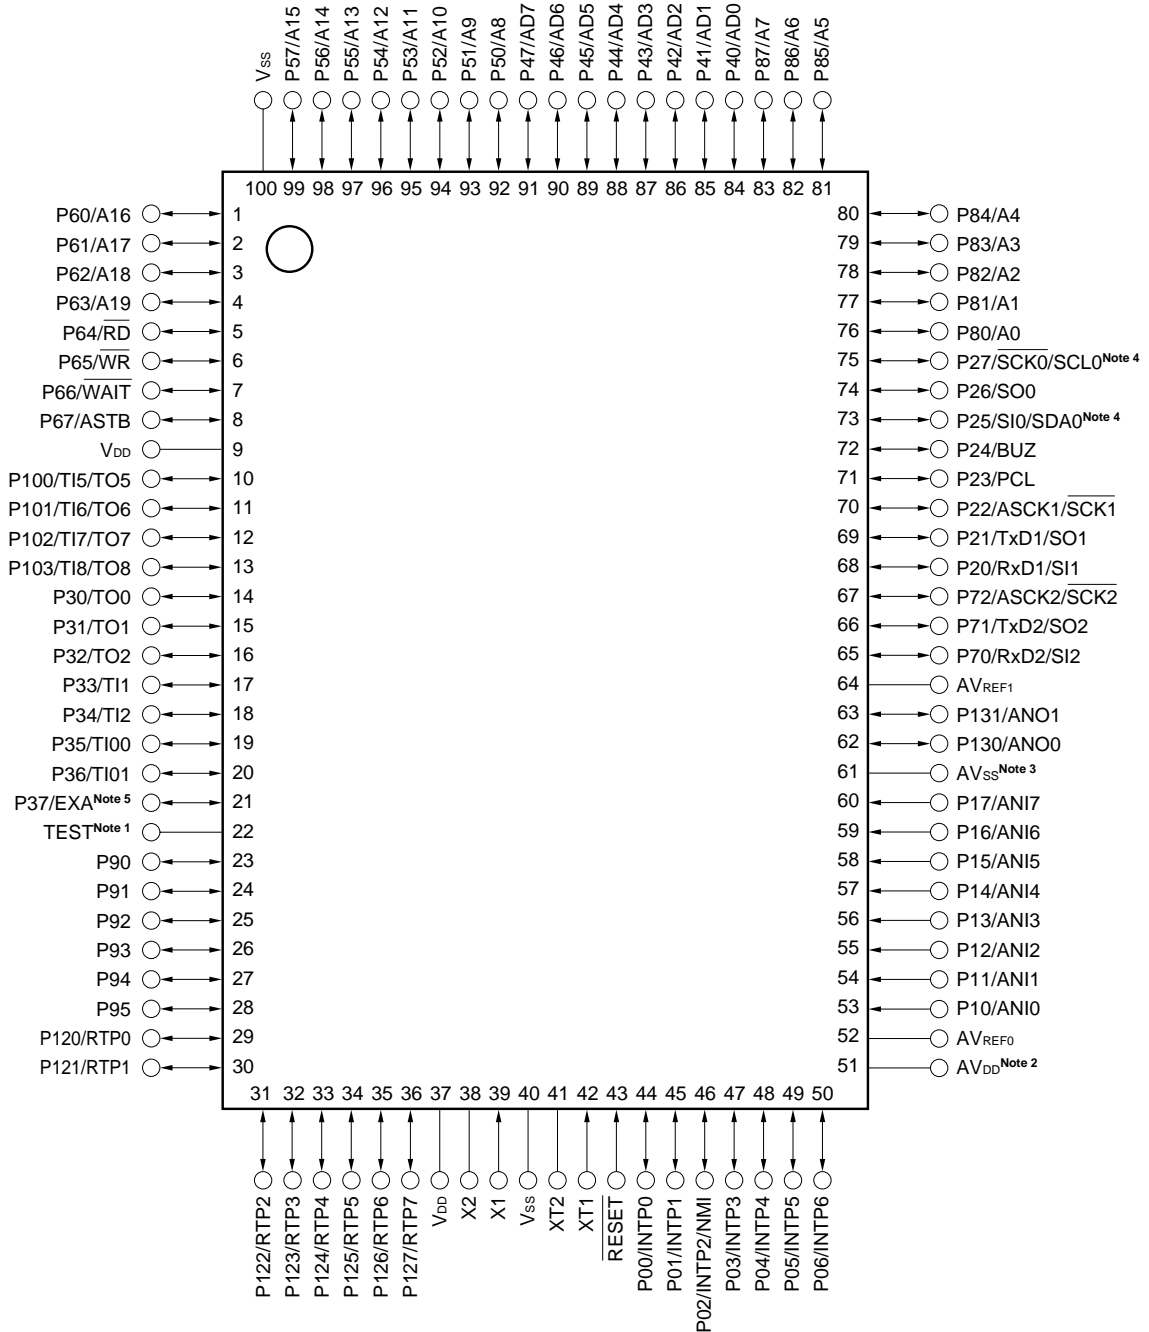 Vss P57/A15 P56/A14 P55/A13 P54/A12 P53/A11 P52/A10 P51/A9 P50/A8 P47/AD7 P46/AD6 P45/AD5 P44/AD4 P43/AD3 P42/AD2 P41/AD1 P40/AD0 P87/A7 P86/A6 P85/A5
100 99 98 97 96 95 94 93 92 91 90 89 88 87 86 85 84 83 82 81
P60/A16 1 80 P84/A4
P61/A17 2 79 P83/A3
P62/A18 3 78 P82/A2
P63/A19 4 77 P81/A1
P64/RD 5 76 P80/A0
P65/WR 6 75 P27/SCK0/SCL0Note 4
P66/WAIT 7 74 P26/SO0
P67/ASTB 8 73 P25/SI0/SDA0Note 4
VDD 9 72 P24/BUZ
P100/TI5/TO5 10 71 P23/PCL
P101/TI6/TO6 11 70 P22/ASCK1/SCK1
P102/TI7/TO7 12 69 P21/TxD1/SO1
P103/TI8/TO8 13 68 P20/RxD1/SI1
P30/TO0 14 67 P72/ASCK2/SCK2
P31/TO1 15 66 P71/TxD2/SO2
P32/TO2 16 65 P70/RxD2/SI2
P33/TI1 17 64 AVREF1
P34/TI2 18 63 P131/ANO1
P35/TI00 19 62 P130/ANO0
P36/TI01 20 61 AVssNote 3
P37/EXANote 5 21 60 P17/ANI7
TESTNote 1 22 59 P16/ANI6
P90 23 58 P15/ANI5
P91 24 57 P14/ANI4
P92 25 56 P13/ANI3
P93 26 55 P12/ANI2
P94 27 54 P11/ANI1
P95 28 53 P10/ANI0
P120/RTP0 29 52 AVREF0
P121/RTP1 30 51 AVDDNote 2
31 32 33 34 35 36 37 38 39 40 41 42 43 44 45 46 47 48 49 50
P122/RTP2 P123/RTP3 P124/RTP4 P125/RTP5 P126/RTP6 P127/RTP7 VDD X2 X1 Vss XT2 XT1 RESET P00/INTP0 P01/INTP1 P02/INTP2/NMI P03/INTP3 P04/INTP4 P05/INTP5 P06/INTP6